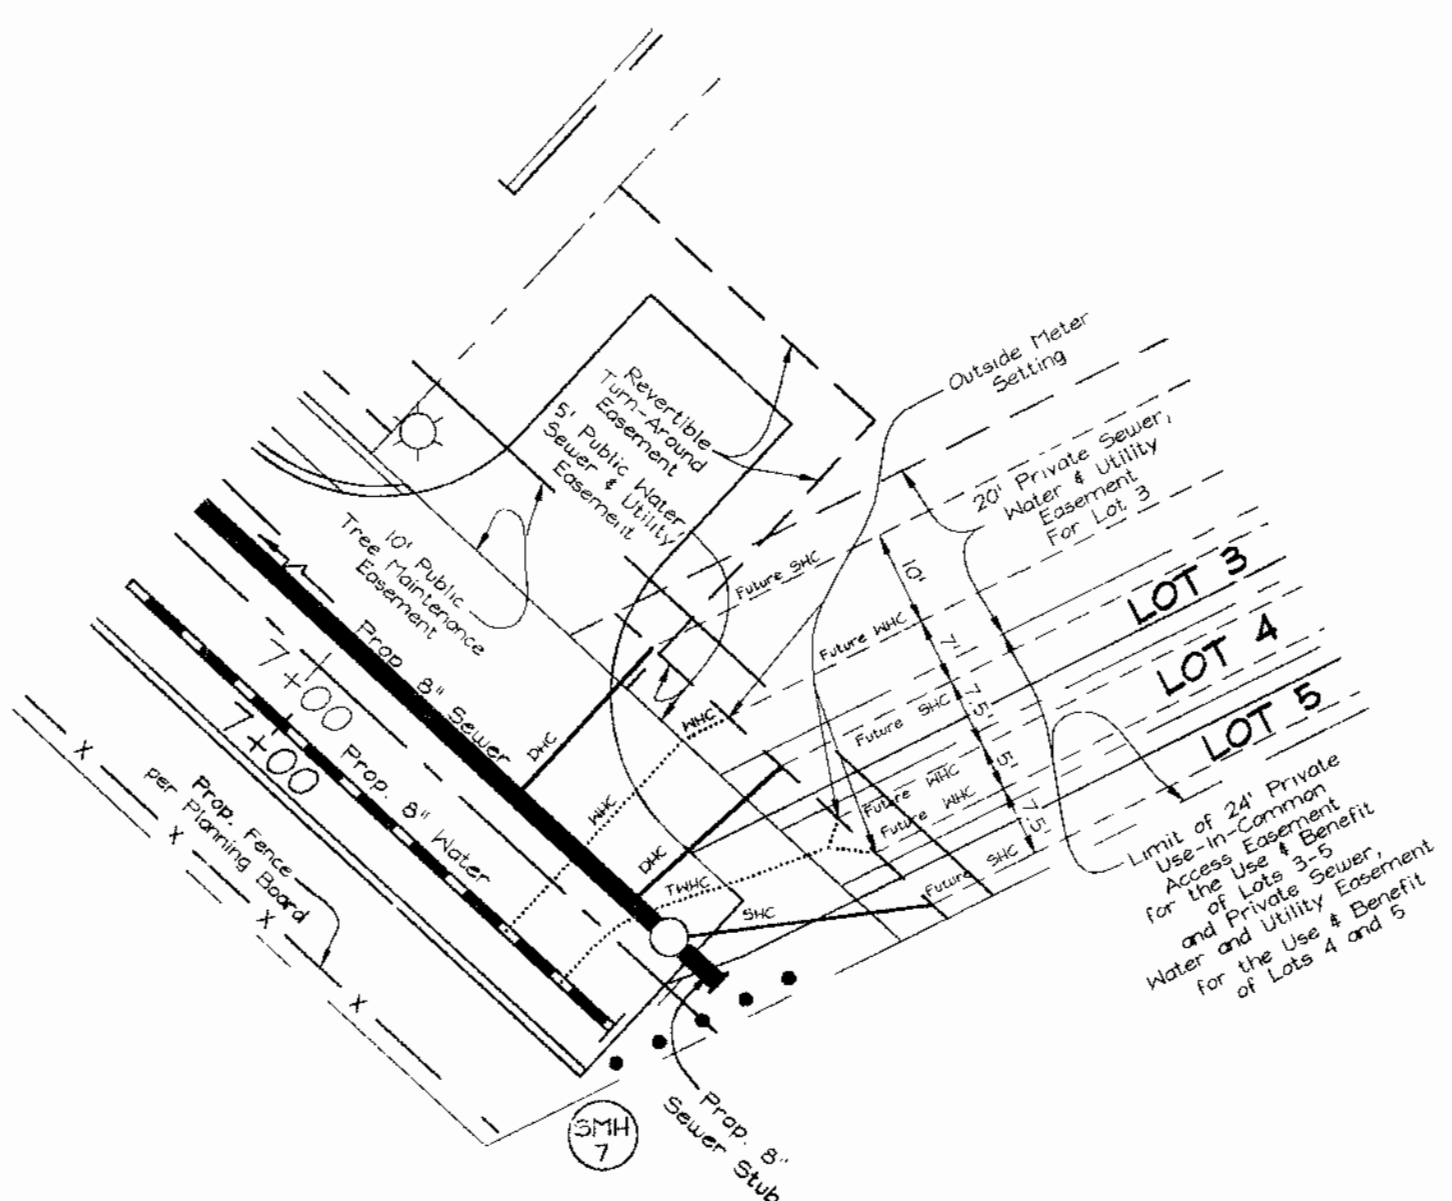 Outside Meter
Setting
Revertible
Turn-Around
Easement
5' Public Water,
Sewer & Utility
Easement
20' Private Sewer,
Water & Utility
Easement
For Lot 3
10' Public
Tree Maintenance
Easement
Future SHC
Future WHC
Future SHC
Future WHC
Future WHC
Future SHC
10'
7'
7.5'
5'
7.5'
LOT 3
LOT 4
LOT 5
Prop. 8" Sewer
7+00
7+00
Prop. 8" Water
DHC
WHC
WHC
DHC
TWHC
SHC
X
X
X
X
Prop. Fence
per Planning Board
Limit of 24' Private
Use-In-Common
Access Easement
for the Use & Benefit
of Lots 3-5
and Private Sewer,
Water and Utility Easement
for the Use & Benefit
of Lots 4 and 5
SMH
7
Prop. 8"
Sewer Stub